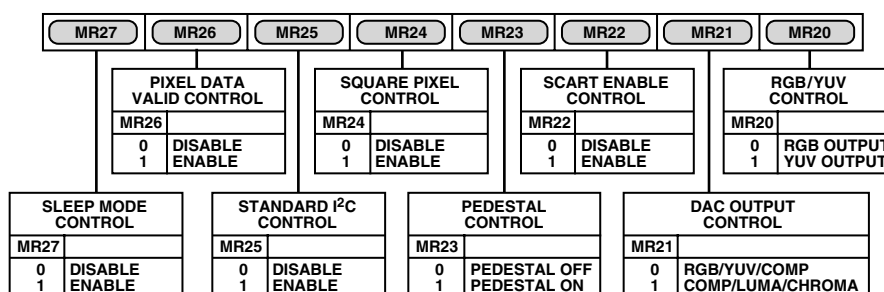 MR27 MR26 MR25 MR24 MR23 MR22 MR21 MR20
PIXEL DATA
VALID CONTROL
MR26
0 DISABLE
1 ENABLE
SQUARE PIXEL
CONTROL
MR24
0 DISABLE
1 ENABLE
SCART ENABLE
CONTROL
MR22
0 DISABLE
1 ENABLE
RGB/YUV
CONTROL
MR20
0 RGB OUTPUT
1 YUV OUTPUT
SLEEP MODE
CONTROL
MR27
0 DISABLE
1 ENABLE
STANDARD I²C
CONTROL
MR25
0 DISABLE
1 ENABLE
PEDESTAL
CONTROL
MR23
0 PEDESTAL OFF
1 PEDESTAL ON
DAC OUTPUT
CONTROL
MR21
0 RGB/YUV/COMP
1 COMP/LUMA/CHROMA